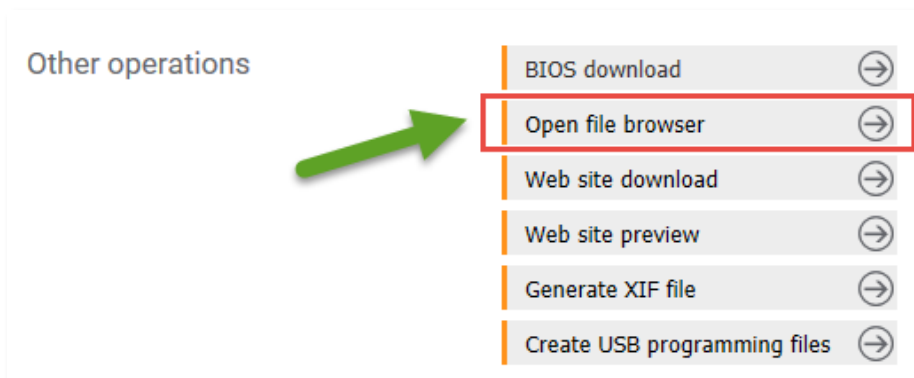 Other operations
BIOS download
Open file browser
Web site download
Web site preview
Generate XIF file
Create USB programming files